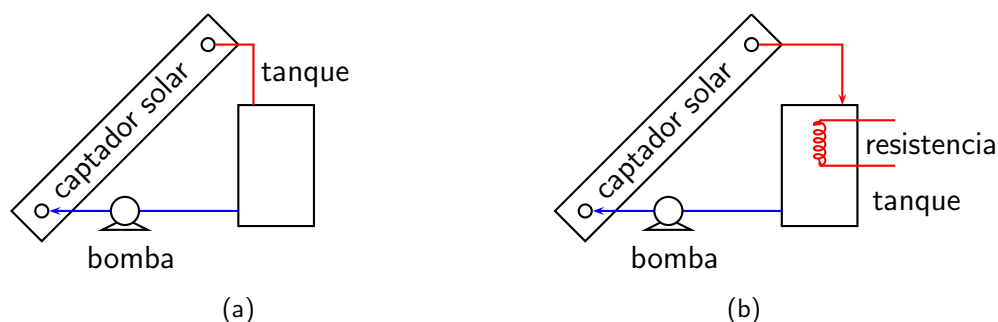 captador solar
tanque
bomba
(a)
captador solar
resistencia
tanque
bomba
(b)